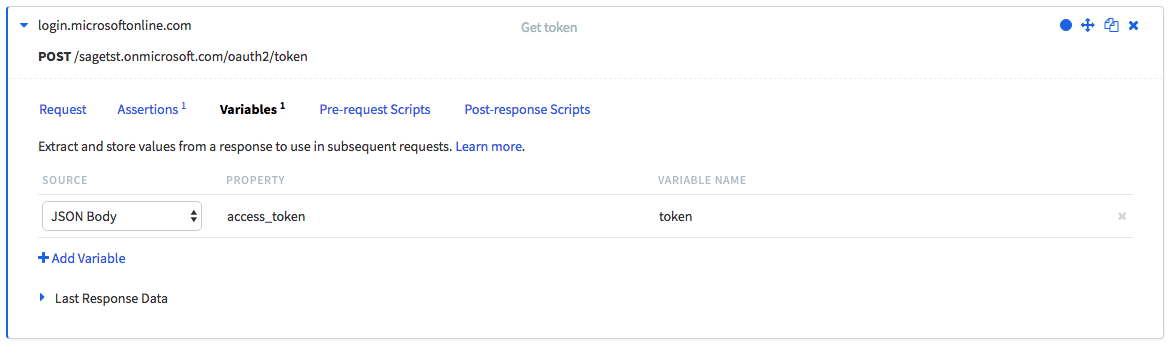 login.microsoftonline.com Get token
POST /sagetst.onmicrosoft.com/oauth2/token
Request Assertions 1 Variables 1 Pre-request Scripts Post-response Scripts
Extract and store values from a response to use in subsequent requests. Learn more.
SOURCE PROPERTY VARIABLE NAME
JSON Body access_token token
Add Variable
Last Response Data